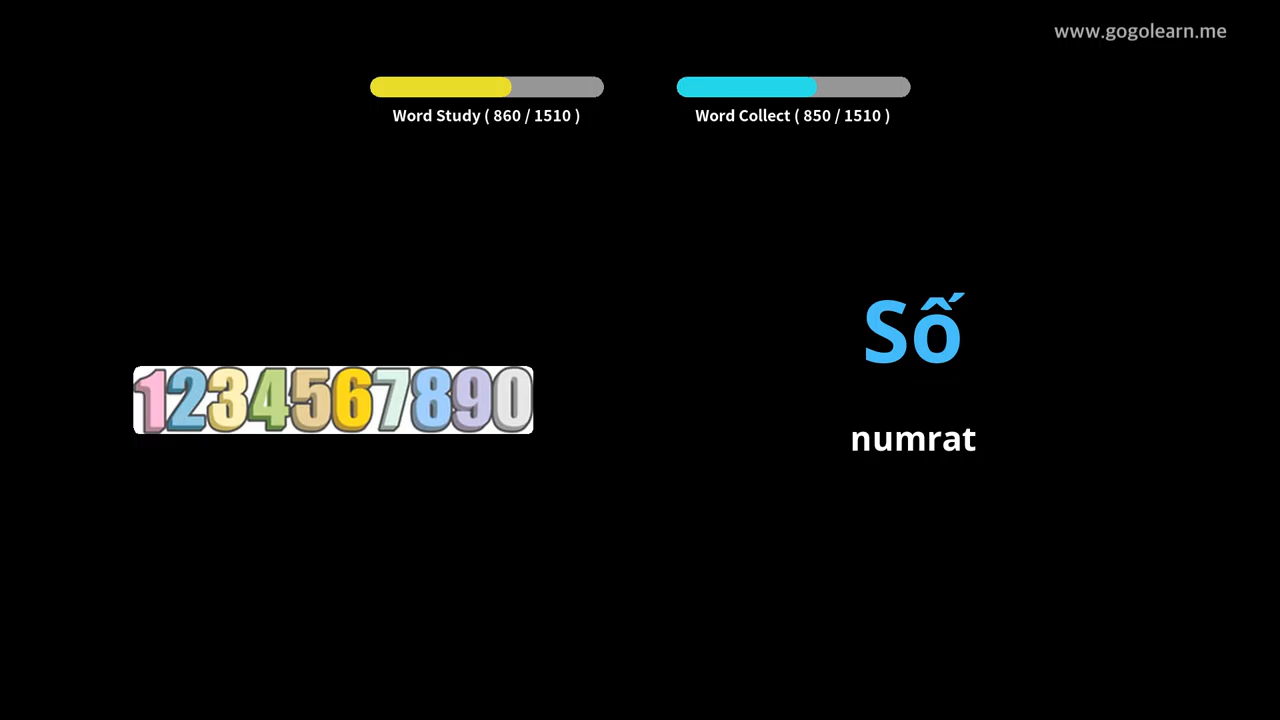 www.gogolearn.me
Word Study ( 860 / 1510 )
Word Collect ( 850 / 1510 )
1234567890
Số
numrat